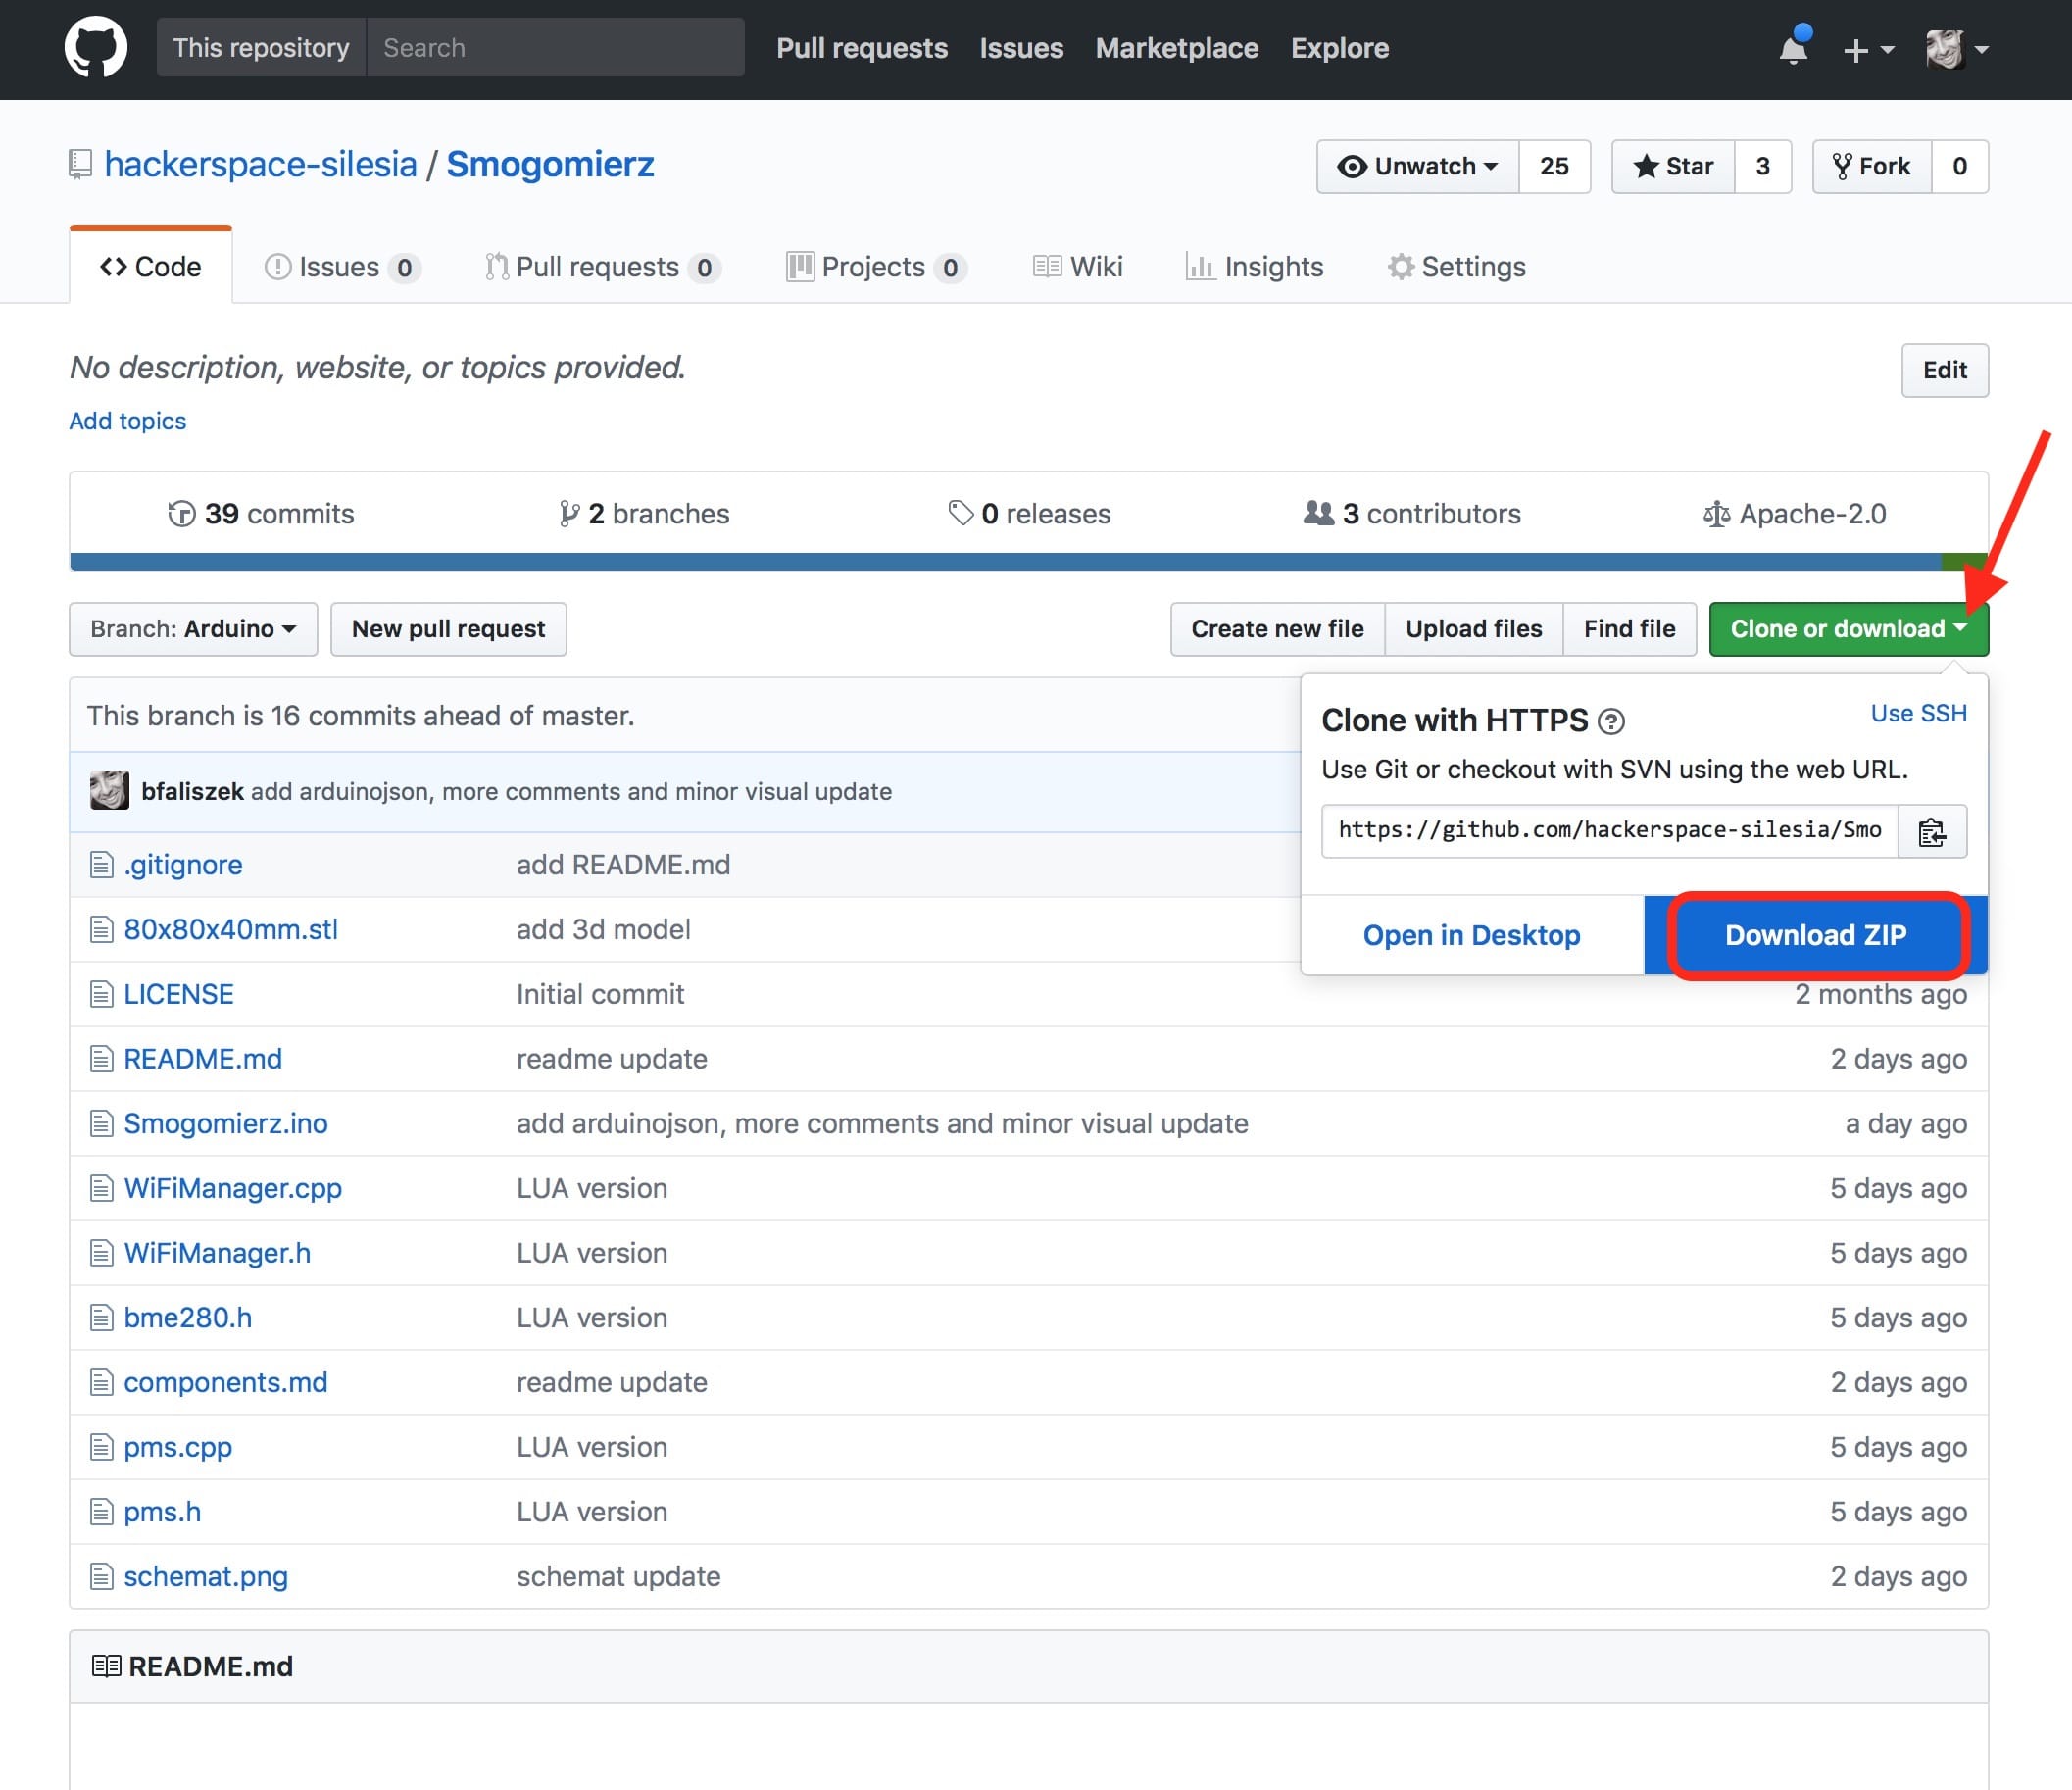 This repository Search Pull requests Issues Marketplace Explore
hackerspace-silesia / Smogomierz Unwatch 25 Star 3 Fork 0
Code Issues 0 Pull requests 0 Projects 0 Wiki Insights Settings
No description, website, or topics provided. Edit
Add topics
39 commits 2 branches 0 releases 3 contributors Apache-2.0
Branch: Arduino New pull request Create new file Upload files Find file Clone or download
This branch is 16 commits ahead of master.
Clone with HTTPS Use SSH
Use Git or checkout with SVN using the web URL.
https://github.com/hackerspace-silesia/Smo
Open in Desktop Download ZIP
bfaliszek add arduinojson, more comments and minor visual update
.gitignore add README.md
80x80x40mm.stl add 3d model
LICENSE Initial commit 2 months ago
README.md readme update 2 days ago
Smogomierz.ino add arduinojson, more comments and minor visual update a day ago
WiFiManager.cpp LUA version 5 days ago
WiFiManager.h LUA version 5 days ago
bme280.h LUA version 5 days ago
components.md readme update 2 days ago
pms.cpp LUA version 5 days ago
pms.h LUA version 5 days ago
schemat.png schemat update 2 days ago
README.md